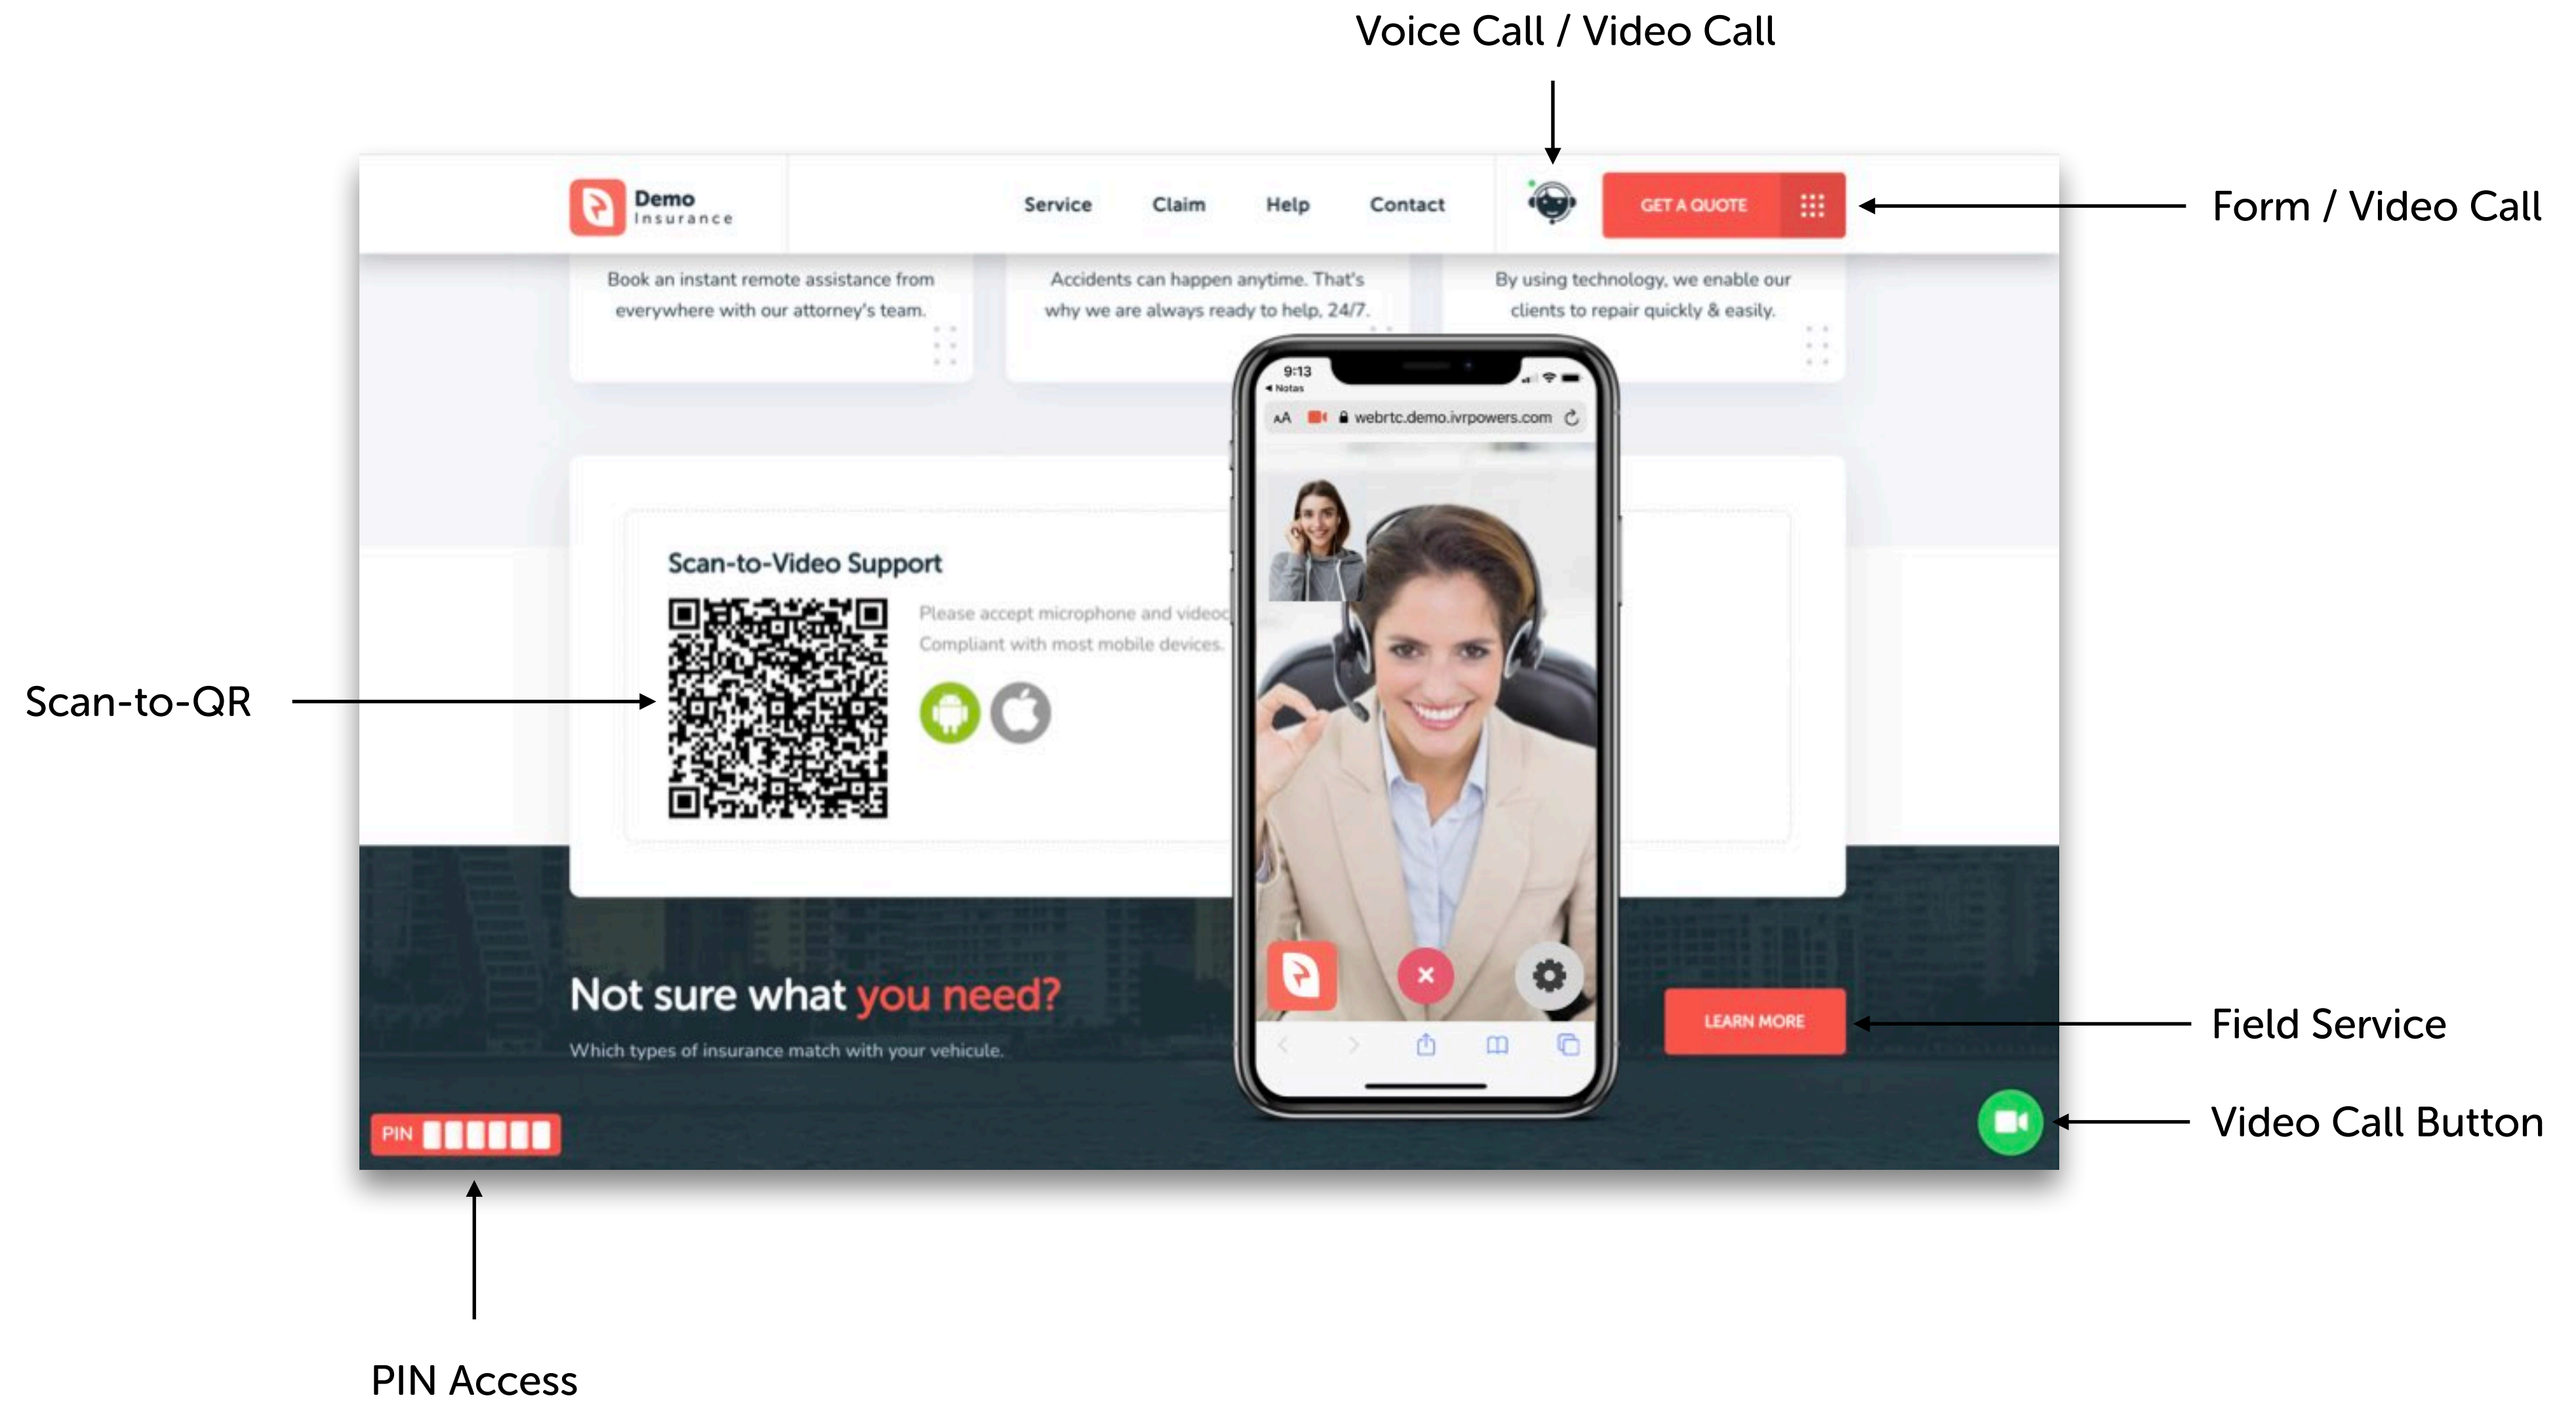 Voice Call / Video Call
Demo
Insurance
Service
Claim
Help
Contact
GET A QUOTE
Form / Video Call
Book an instant remote assistance from
everywhere with our attorney's team.
Accidents can happen anytime. That's
why we are always ready to help, 24/7.
By using technology, we enable our
clients to repair quickly & easily.
9:13
Notas
AA
webrtc.demo.ivrpowers.com
Scan-to-Video Support
Please accept microphone and videoc
Compliant with most mobile devices.
Scan-to-QR
Not sure what you need?
Which types of insurance match with your vehicule.
LEARN MORE
Field Service
Video Call Button
PIN
PIN Access